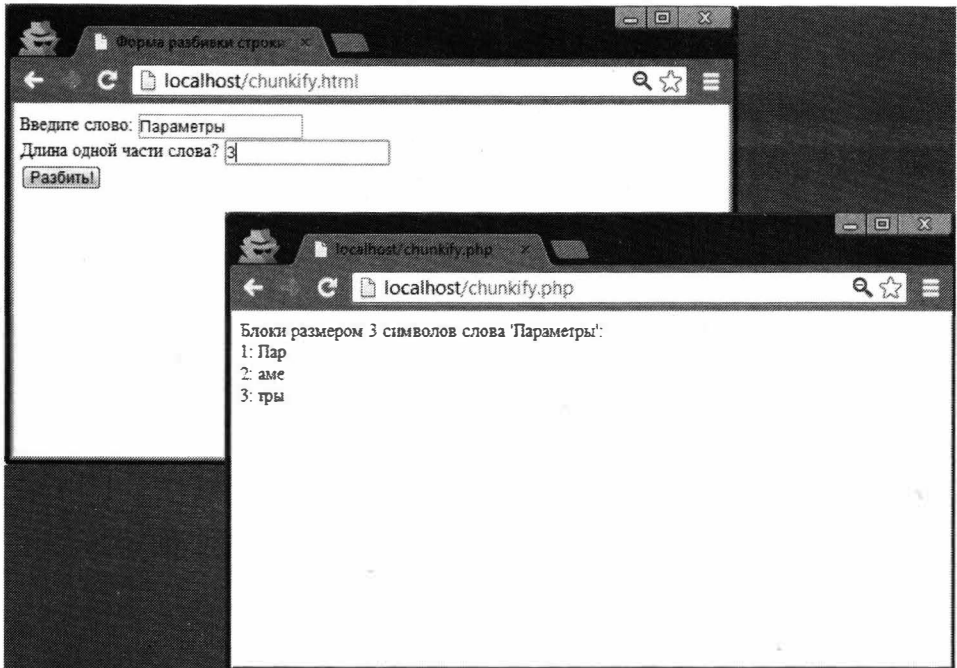 Форма разбивки строки
localhost/chunkify.html
Введите слово: Параметры
Длина одной части слова? 3
Разбить!
localhost/chunkify.php
localhost/chunkify.php
Блоки размером 3 символов слова 'Параметры':
1: Пар
2: аме
3: тры